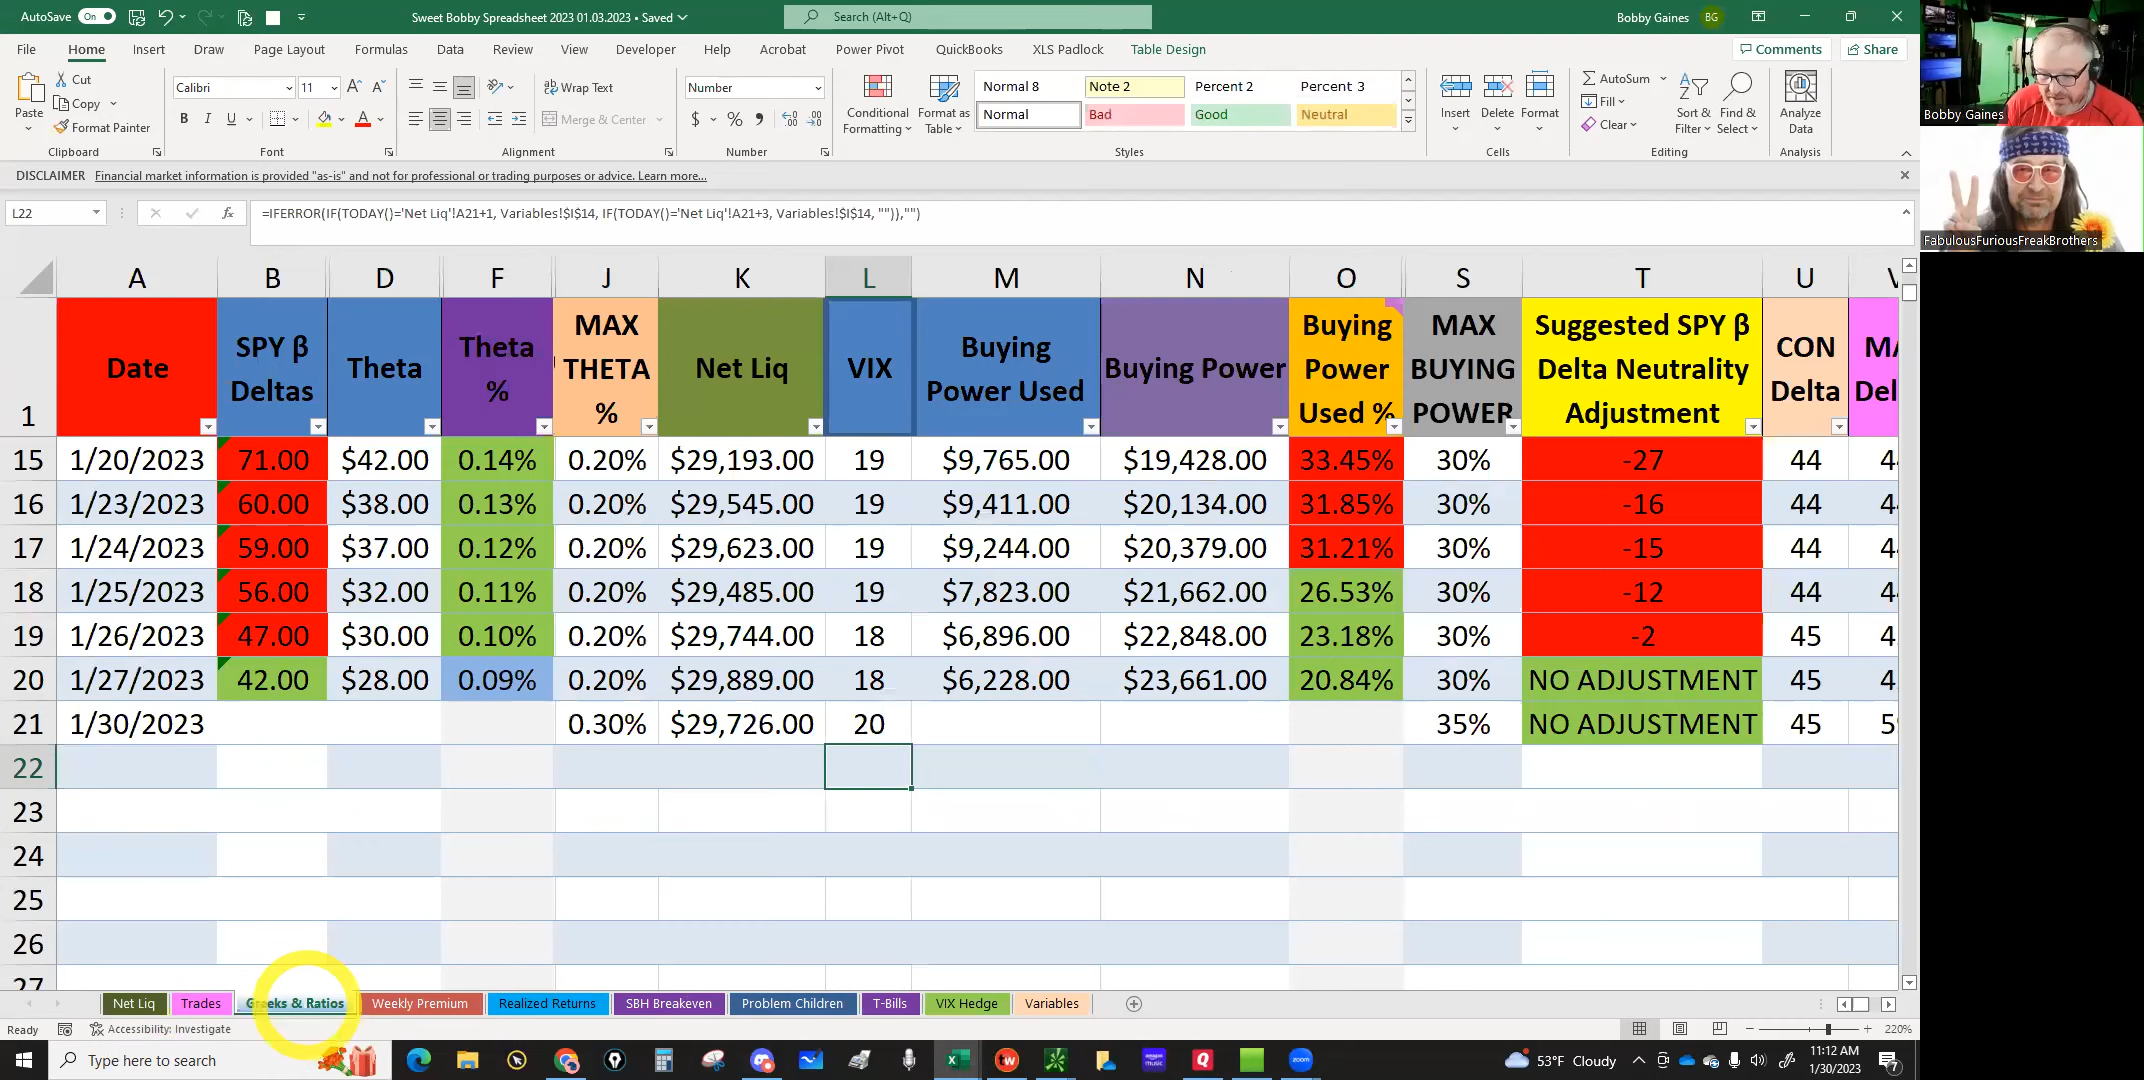 AutoSave On Sweet Bobby Spreadsheet 2023 01.03.2023 • Saved Search (Alt+Q) Bobby Gaines BG
File Home Insert Draw Page Layout Formulas Data Review View Developer Help Acrobat Power Pivot QuickBooks XLS Padlock Table Design Comments Share
Paste Cut Copy Format Painter
Calibri 11 B I U
Wrap Text Merge & Center
Number $ % 9
Conditional Formatting Format as Table
Normal 8 Note 2 Percent 2 Percent 3
Normal Bad Good Neutral
Insert Delete Format
AutoSum Fill Clear Sort & Filter Find & Select
Analyze Data
Clipboard Font Alignment Number Styles Cells Editing Analysis
DISCLAIMER Financial market information is provided "as-is" and not for professional or trading purposes or advice. Learn more...
L22 fx =IFERROR(IF(TODAY()='Net Liq'!A21+1, Variables!$I$14, IF(TODAY()='Net Liq'!A21+3, Variables!$I$14, "")),"")
A B D F J K L M N O S T U V
1 Date SPY β Deltas Theta Theta % MAX THETA % Net Liq VIX Buying Power Used Buying Power Buying Power Used % MAX BUYING POWER Suggested SPY β Delta Neutrality Adjustment CON Delta
15 1/20/2023 71.00 $42.00 0.14% 0.20% $29,193.00 19 $9,765.00 $19,428.00 33.45% 30% -27 44
16 1/23/2023 60.00 $38.00 0.13% 0.20% $29,545.00 19 $9,411.00 $20,134.00 31.85% 30% -16 44
17 1/24/2023 59.00 $37.00 0.12% 0.20% $29,623.00 19 $9,244.00 $20,379.00 31.21% 30% -15 44
18 1/25/2023 56.00 $32.00 0.11% 0.20% $29,485.00 19 $7,823.00 $21,662.00 26.53% 30% -12 44
19 1/26/2023 47.00 $30.00 0.10% 0.20% $29,744.00 18 $6,896.00 $22,848.00 23.18% 30% -2 45
20 1/27/2023 42.00 $28.00 0.09% 0.20% $29,889.00 18 $6,228.00 $23,661.00 20.84% 30% NO ADJUSTMENT 45
21 1/30/2023 0.30% $29,726.00 20 35% NO ADJUSTMENT 45
22
23
24
25
26
27
Net Liq Trades Greeks & Ratios Weekly Premium Realized Returns SBH Breakeven Problem Children T-Bills VIX Hedge Variables
Ready Accessibility: Investigate 220%
Type here to search 53°F Cloudy 11:12 AM
1/30/2023 7
Bobby Gaines
FabulousFuriousFreakBrothers